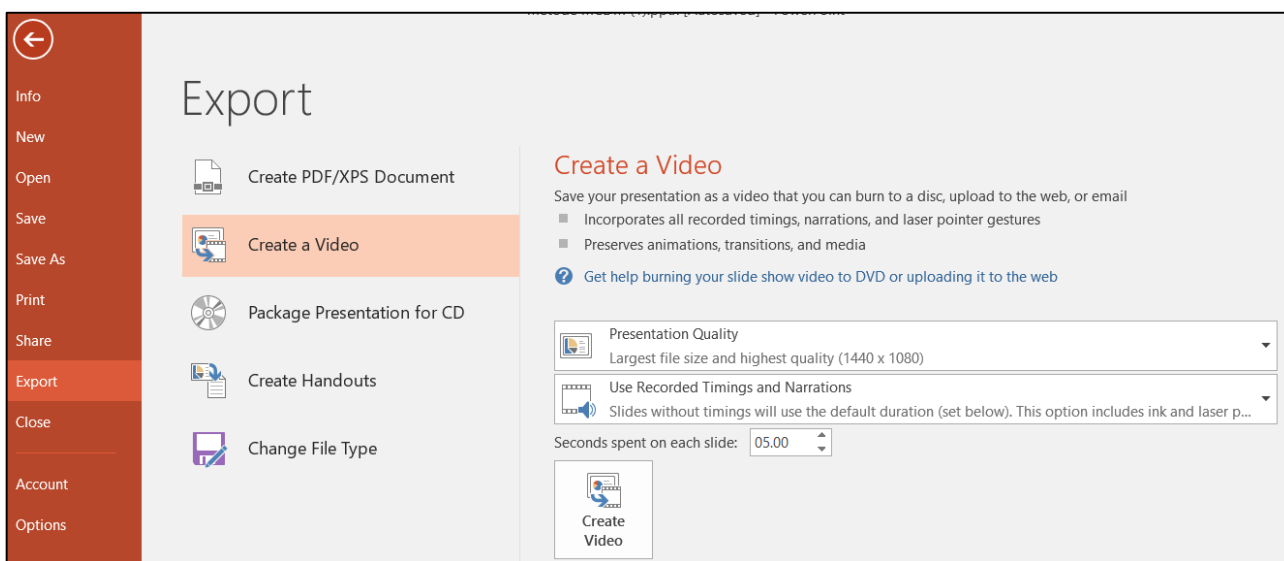 Info
New
Open
Save
Save As
Print
Share
Export
Close
Account
Options
Export
Create PDF/XPS Document
Create a Video
Package Presentation for CD
Create Handouts
Change File Type
Create a Video
Save your presentation as a video that you can burn to a disc, upload to the web, or email
Incorporates all recorded timings, narrations, and laser pointer gestures
Preserves animations, transitions, and media
Get help burning your slide show video to DVD or uploading it to the web
Presentation Quality
Largest file size and highest quality (1440 x 1080)
Use Recorded Timings and Narrations
Slides without timings will use the default duration (set below). This option includes ink and laser p...
Seconds spent on each slide: 05.00
Create
Video